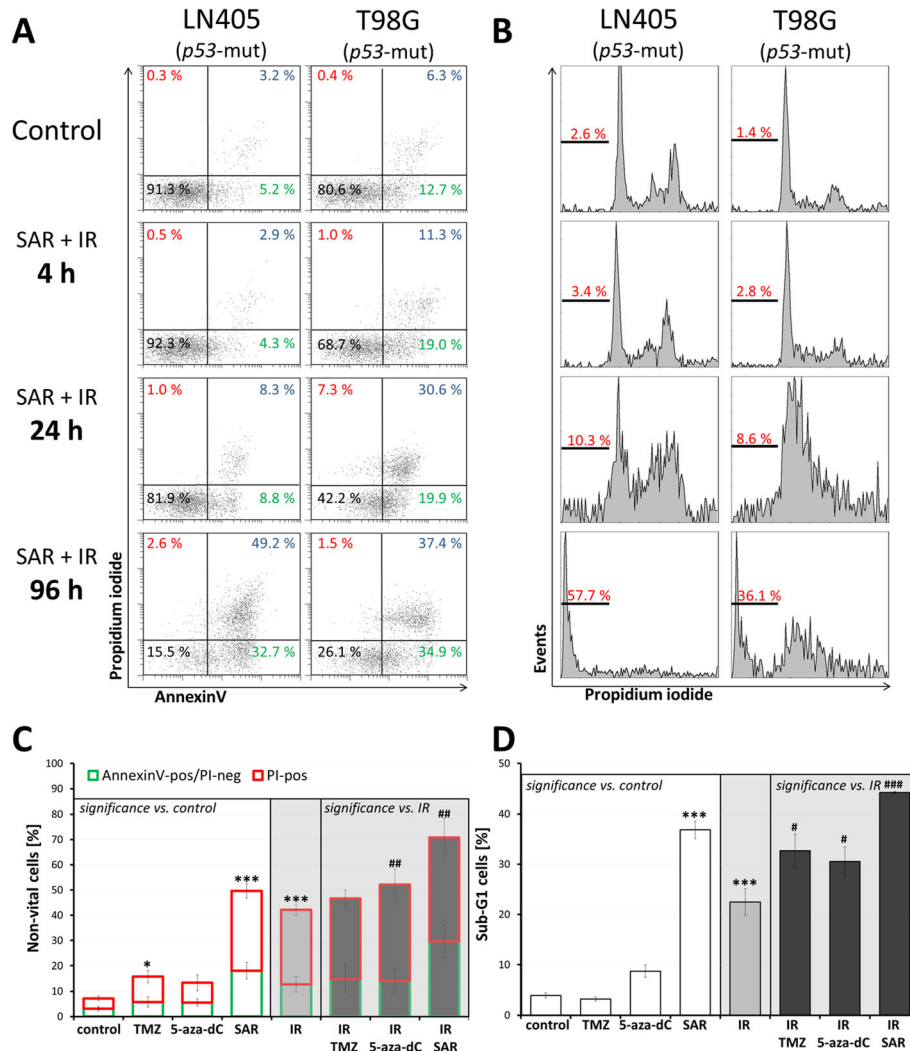 A
LN405
(p53-mut)
T98G
(p53-mut)
Control
0.3 %
3.2 %
91.3 %
5.2 %
0.4 %
6.3 %
80.6 %
12.7 %
SAR + IR
4 h
0.5 %
2.9 %
92.3 %
4.3 %
1.0 %
11.3 %
68.7 %
19.0 %
SAR + IR
24 h
1.0 %
8.3 %
81.9 %
8.8 %
7.3 %
30.6 %
42.2 %
19.9 %
SAR + IR
96 h
2.6 %
49.2 %
15.5 %
32.7 %
1.5 %
37.4 %
26.1 %
34.9 %
Propidium iodide
AnnexinV
B
LN405
(p53-mut)
T98G
(p53-mut)
2.6 %
1.4 %
3.4 %
2.8 %
10.3 %
8.6 %
57.7 %
36.1 %
Events
Propidium iodide
C
AnnexinV-pos/PI-neg
PI-pos
significance vs. control
significance vs. IR
Non-vital cells [%]
100
90
80
70
60
50
40
30
20
10
0
*
***
***
##
##
control
TMZ
5-aza-dC
SAR
IR
IR
TMZ
IR
5-aza-dC
IR
SAR
D
significance vs. control
significance vs. IR
Sub-G1 cells [%]
50
40
30
20
10
0
***
***
#
#
###
control
TMZ
5-aza-dC
SAR
IR
IR
TMZ
IR
5-aza-dC
IR
SAR